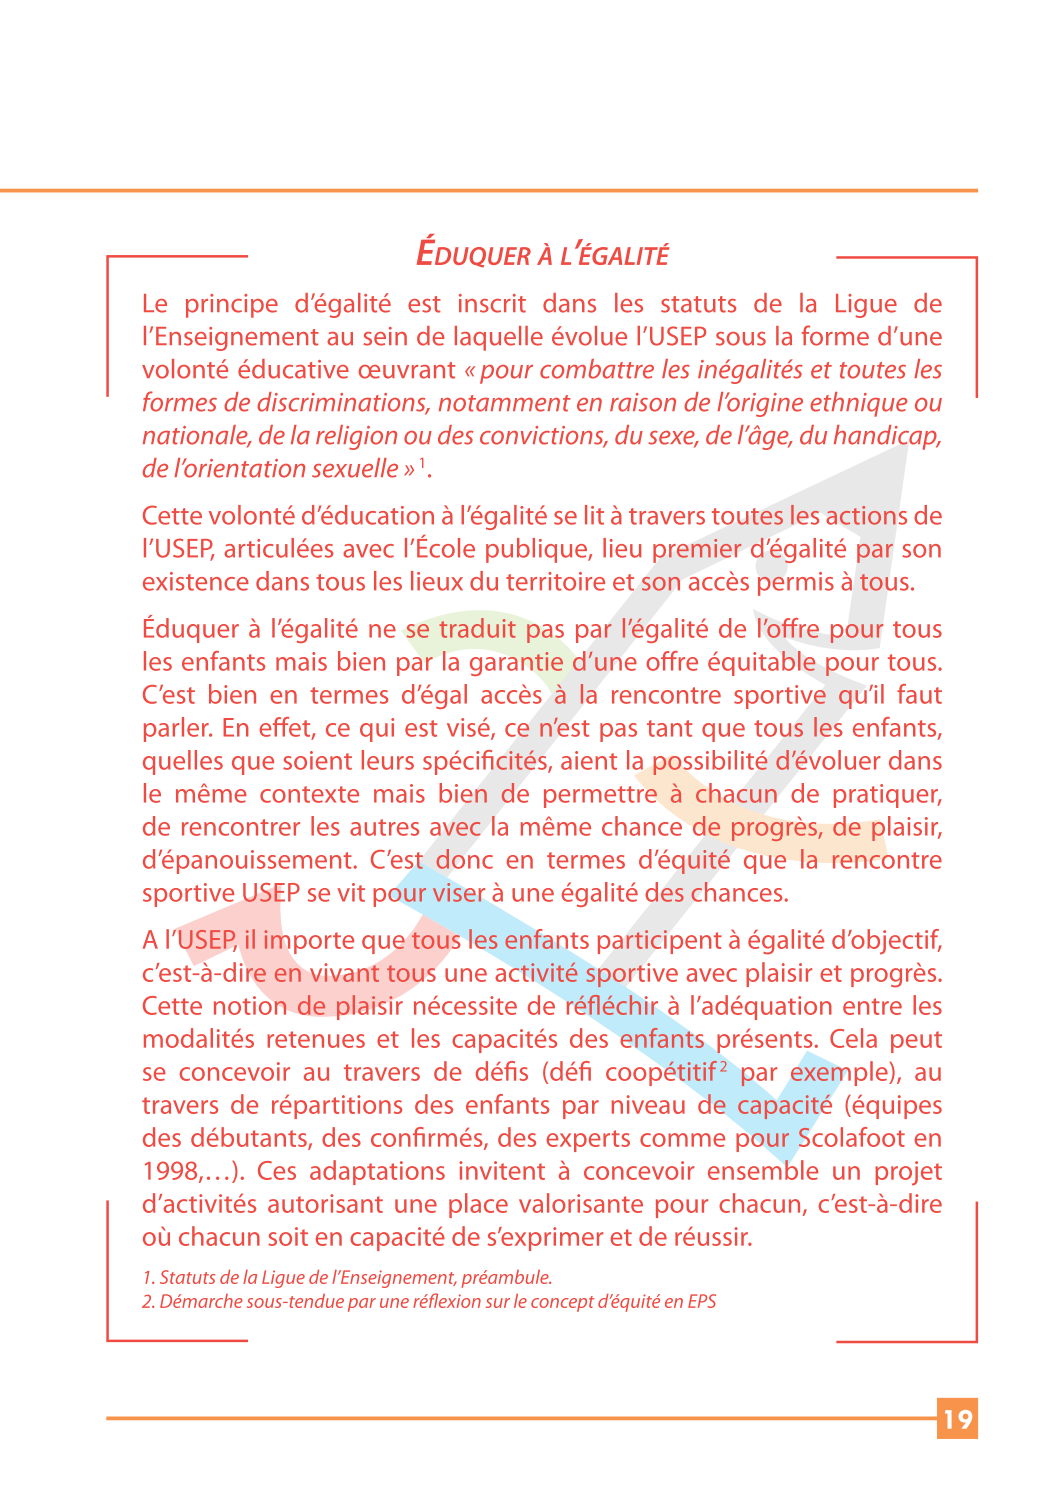 ÉDUQUER À L’ÉGALITÉ
Le principe d’égalité est inscrit dans les statuts de la Ligue de
l’Enseignement au sein de laquelle évolue l’USEP sous la forme d’une
volonté éducative œuvrant « pour combattre les inégalités et toutes les
formes de discriminations, notamment en raison de l’origine ethnique ou
nationale, de la religion ou des convictions, du sexe, de l’âge, du handicap,
de l’orientation sexuelle » 1.
Cette volonté d’éducation à l’égalité se lit à travers toutes les actions de
l’USEP, articulées avec l’École publique, lieu premier d’égalité par son
existence dans tous les lieux du territoire et son accès permis à tous.
Éduquer à l’égalité ne se traduit pas par l’égalité de l’offre pour tous
les enfants mais bien par la garantie d’une offre équitable pour tous.
C’est bien en termes d’égal accès à la rencontre sportive qu’il faut
parler. En effet, ce qui est visé, ce n’est pas tant que tous les enfants,
quelles que soient leurs spécificités, aient la possibilité d’évoluer dans
le même contexte mais bien de permettre à chacun de pratiquer,
de rencontrer les autres avec la même chance de progrès, de plaisir,
d’épanouissement. C’est donc en termes d’équité que la rencontre
sportive USEP se vit pour viser à une égalité des chances.
A l’USEP, il importe que tous les enfants participent à égalité d’objectif,
c’est-à-dire en vivant tous une activité sportive avec plaisir et progrès.
Cette notion de plaisir nécessite de réfléchir à l’adéquation entre les
modalités retenues et les capacités des enfants présents. Cela peut
se concevoir au travers de défis (défi coopétitif 2 par exemple), au
travers de répartitions des enfants par niveau de capacité (équipes
des débutants, des confirmés, des experts comme pour Scolafoot en
1998,…). Ces adaptations invitent à concevoir ensemble un projet
d’activités autorisant une place valorisante pour chacun, c’est-à-dire
où chacun soit en capacité de s’exprimer et de réussir.
1. Statuts de la Ligue de l’Enseignement, préambule.
2. Démarche sous-tendue par une réflexion sur le concept d’équité en EPS
19